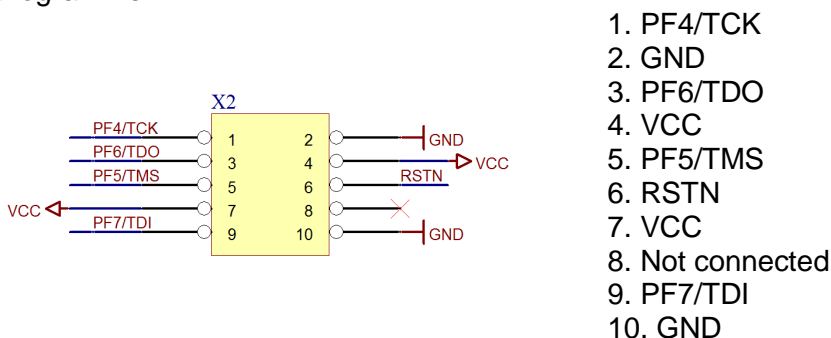 X2
PF4/TCK 1 2 GND
PF6/TDO 3 4 VCC
PF5/TMS 5 6 RSTN
VCC 7 8
PF7/TDI 9 10 GND
1. PF4/TCK
2. GND
3. PF6/TDO
4. VCC
5. PF5/TMS
6. RSTN
7. VCC
8. Not connected
9. PF7/TDI
10. GND